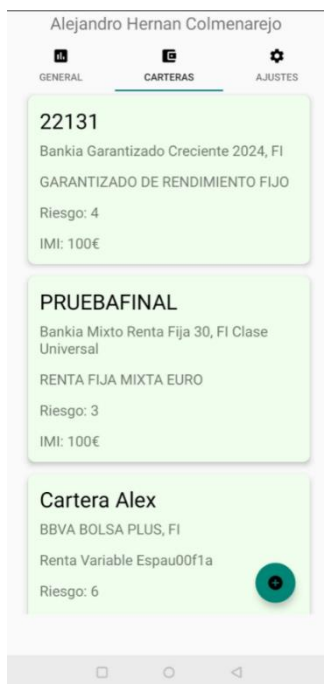 Alejandro Hernan Colmenarejo
GENERAL CARTERAS AJUSTES
22131
Bankia Garantizado Creciente 2024, FI
GARANTIZADO DE RENDIMIENTO FIJO
Riesgo: 4
IMI: 100€
PRUEBAFINAL
Bankia Mixto Renta Fija 30, FI Clase
Universal
RENTA FIJA MIXTA EURO
Riesgo: 3
IMI: 100€
Cartera Alex
BBVA BOLSA PLUS, FI
Renta Variable Espau00f1a
Riesgo: 6